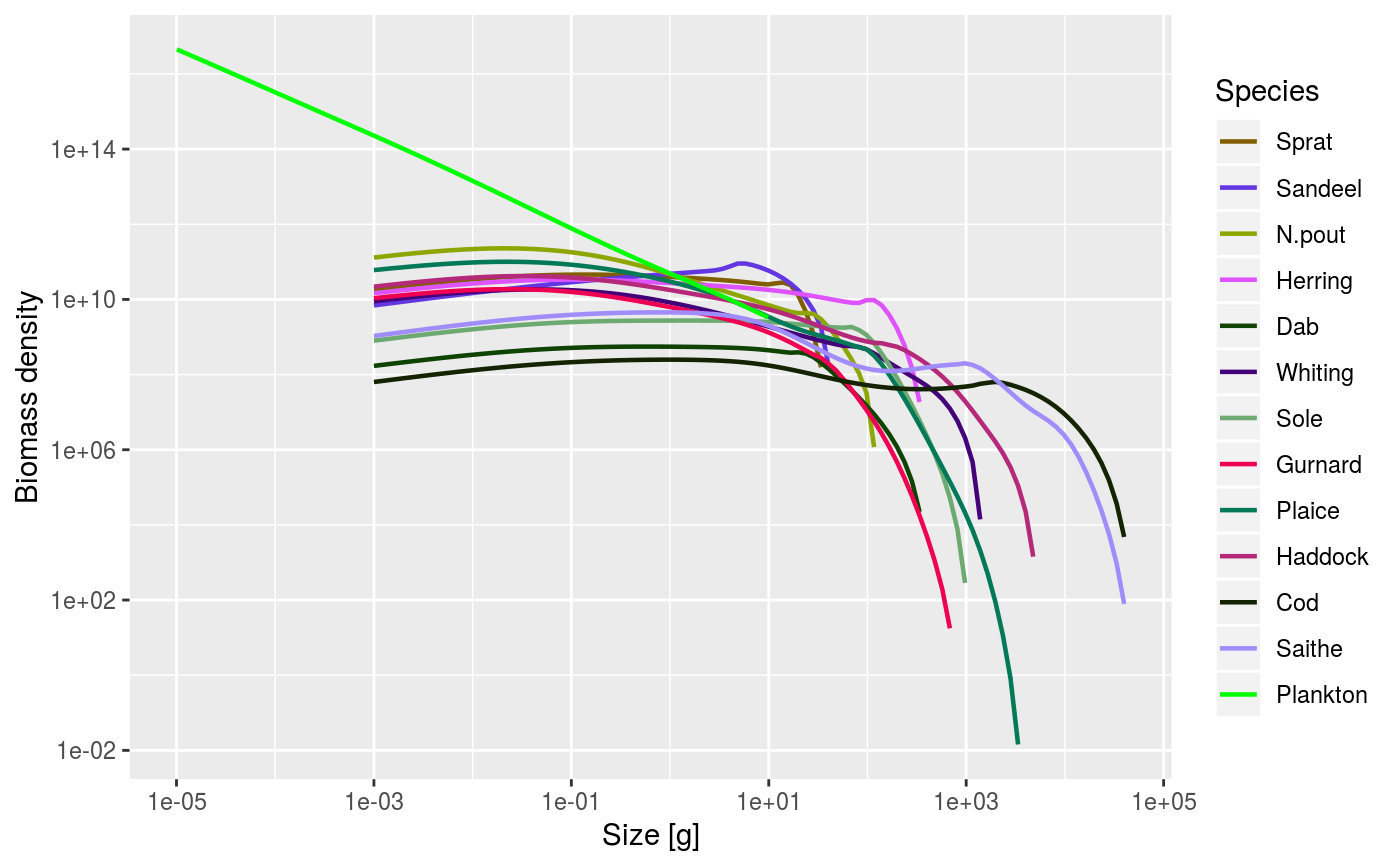 Biomass density
1e+14
1e+10
1e+06
1e+02
1e-02
1e-05
1e-03
1e-01
1e+01
1e+03
1e+05
Size [g]
Species
Sprat
Sandeel
N.pout
Herring
Dab
Whiting
Sole
Gurnard
Plaice
Haddock
Cod
Saithe
Plankton